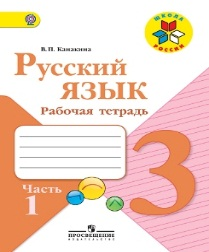 ШКОЛА
РОССИИ
В.П. Канакина
Русский
язык
Рабочая тетрадь
3
Часть
1
ПРОСВЕЩЕНИЕ